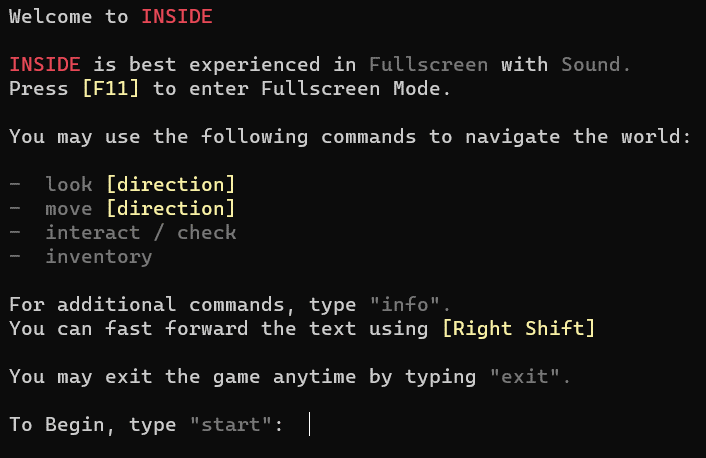 Welcome to INSIDE
INSIDE is best experienced in Fullscreen with Sound.
Press [F11] to enter Fullscreen Mode.
You may use the following commands to navigate the world:
-  look [direction]
-  move [direction]
-  interact / check
-  inventory
For additional commands, type "info".
You can fast forward the text using [Right Shift]
You may exit the game anytime by typing "exit".
To Begin, type "start":